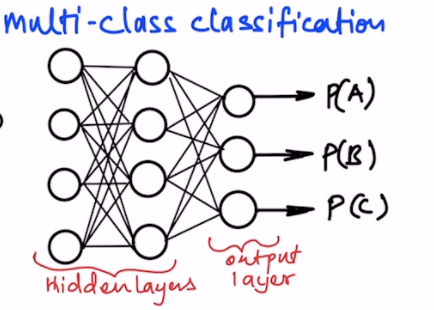 multi-class classification
P(A)
P(B)
P(C)
Hidden layers
output
layer